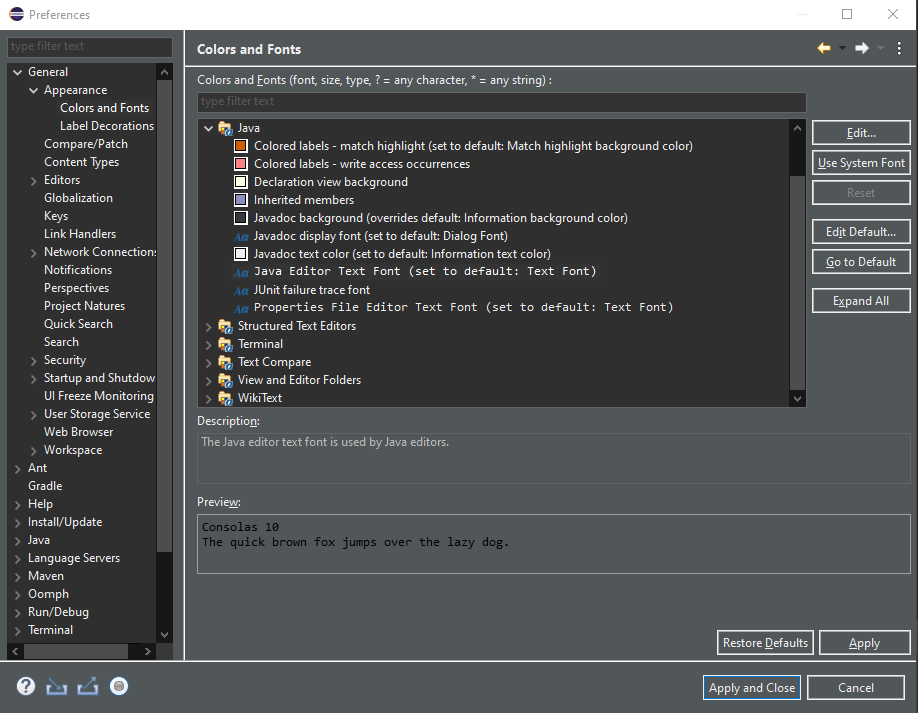 Preferences
type filter text
General
Appearance
Colors and Fonts
Label Decorations
Compare/Patch
Content Types
Editors
Globalization
Keys
Link Handlers
Network Connections
Notifications
Perspectives
Project Natures
Quick Search
Search
Security
Startup and Shutdow
UI Freeze Monitoring
User Storage Service
Web Browser
Workspace
Ant
Gradle
Help
Install/Update
Java
Language Servers
Maven
Oomph
Run/Debug
Terminal
Colors and Fonts
Colors and Fonts (font, size, type, ? = any character, * = any string) :
type filter text
Java
Colored labels - match highlight (set to default: Match highlight background color)
Colored labels - write access occurrences
Declaration view background
Inherited members
Javadoc background (overrides default: Information background color)
Aa Javadoc display font (set to default: Dialog Font)
Javadoc text color (set to default: Information text color)
Aa Java Editor Text Font (set to default: Text Font)
Aa JUnit failure trace font
Aa Properties File Editor Text Font (set to default: Text Font)
Structured Text Editors
Terminal
Text Compare
View and Editor Folders
WikiText
Edit...
Use System Font
Reset
Edit Default...
Go to Default
Expand All
Description:
The Java editor text font is used by Java editors.
Preview:
Consolas 10
The quick brown fox jumps over the lazy dog.
Restore Defaults
Apply
?
Apply and Close
Cancel